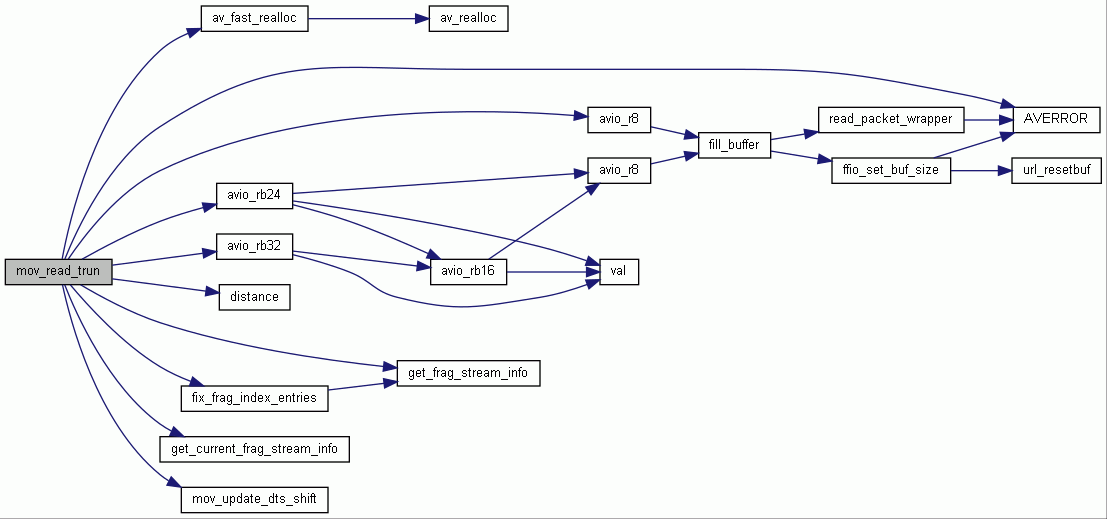 av_fast_realloc
av_realloc
avio_r8
read_packet_wrapper
AVERROR
fill_buffer
avio_r8
ffio_set_buf_size
url_resetbuf
avio_rb24
avio_rb32
mov_read_trun
avio_rb16
val
distance
get_frag_stream_info
fix_frag_index_entries
get_current_frag_stream_info
mov_update_dts_shift